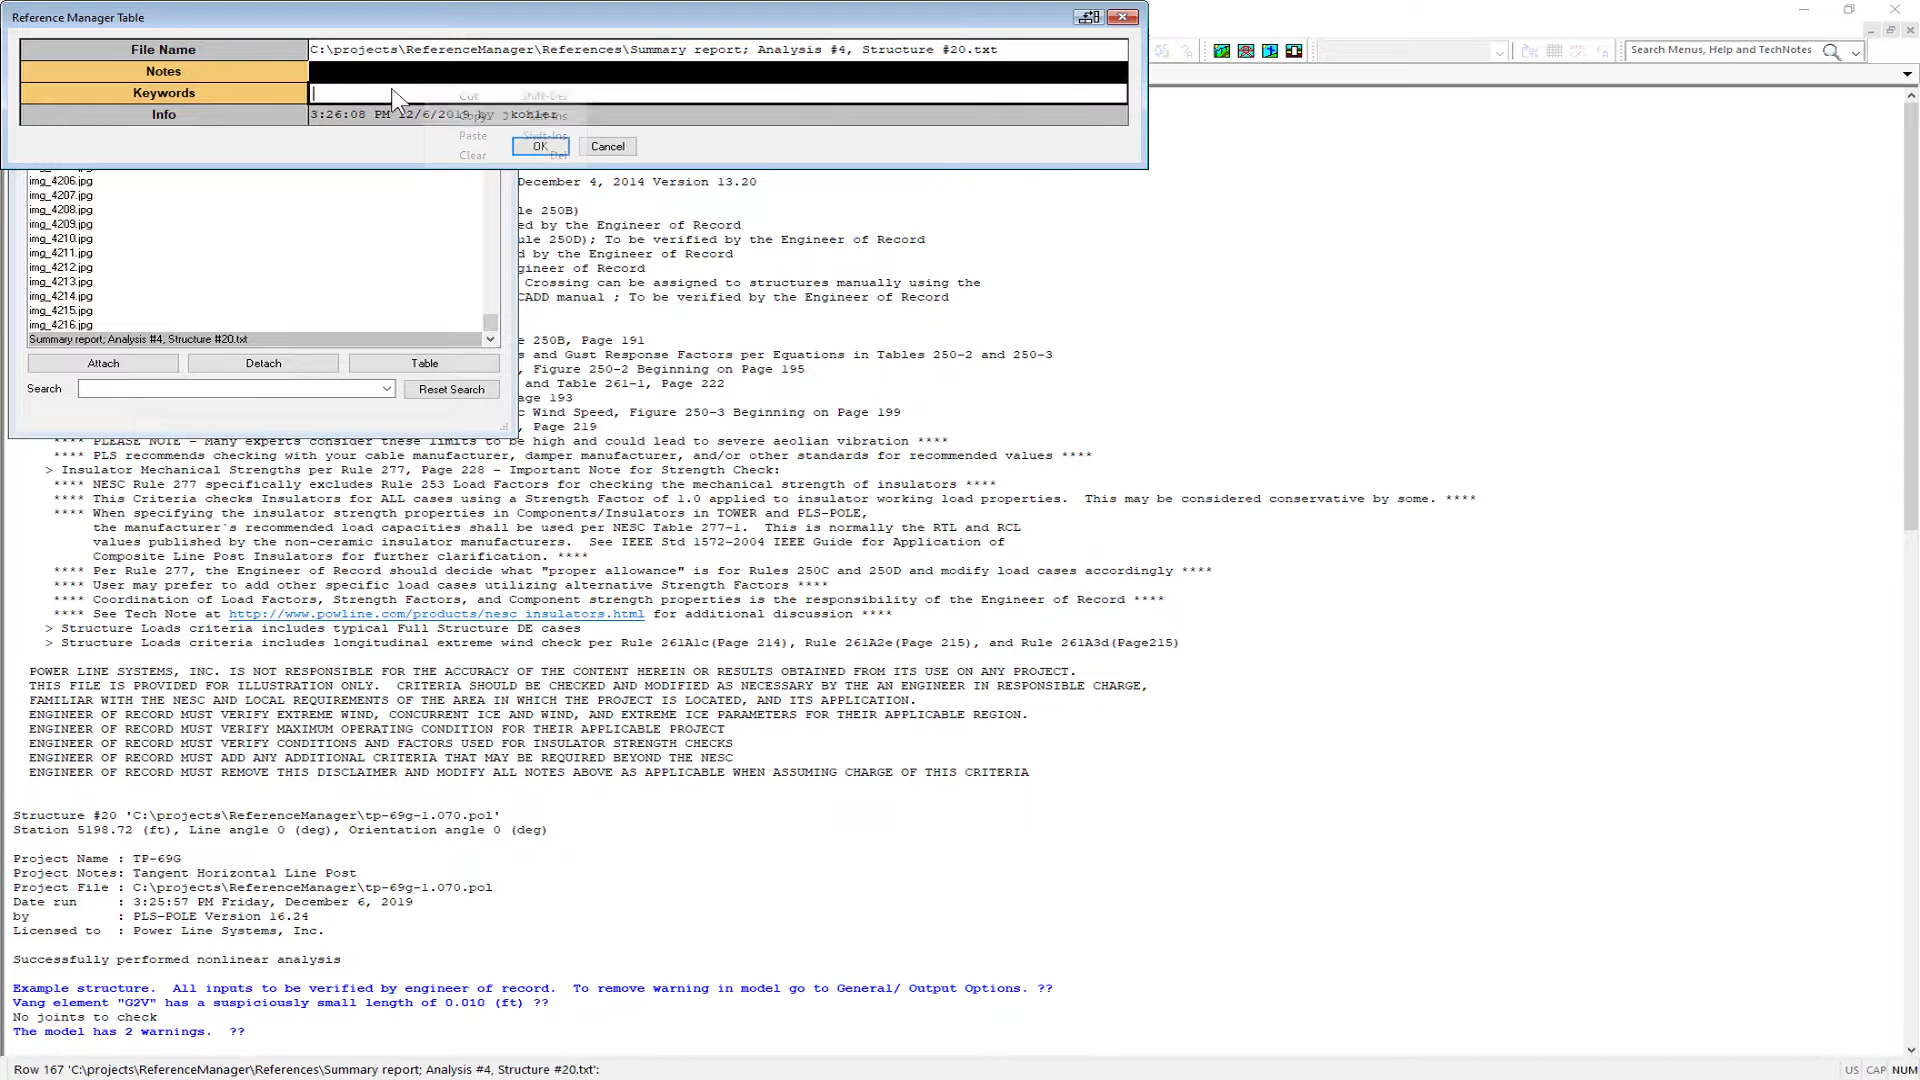 Reference Manager Table
File Name C:\projects\ReferenceManager\References\Summary report; Analysis #4, Structure #20.txt
Search Menus, Help and TechNotes
Notes
Keywords
Cut Shift-Del
Info 3:26:08 PM 12/6/2019 by jkohler
Copy
Paste Shift-Ins
OK Cancel
Clear Del
img_4206.jpg
img_4207.jpg
img_4208.jpg
img_4209.jpg
img_4210.jpg
img_4211.jpg
img_4212.jpg
img_4213.jpg
img_4214.jpg
img_4215.jpg
img_4216.jpg
Summary report; Analysis #4, Structure #20.txt
Attach Detach Table
Search Reset Search
December 4, 2014 Version 13.20
le 250B)
ed by the Engineer of Record
ule 250D); To be verified by the Engineer of Record
d by the Engineer of Record
gineer of Record
Crossing can be assigned to structures manually using the
CADD manual ; To be verified by the Engineer of Record
e 250B, Page 191
s and Gust Response Factors per Equations in Tables 250-2 and 250-3
, Figure 250-2 Beginning on Page 195
and Table 261-1, Page 222
age 193
c Wind Speed, Figure 250-3 Beginning on Page 199
, Page 219
**** PLEASE NOTE - Many experts consider these limits to be high and could lead to severe aeolian vibration ****
**** PLS recommends checking with your cable manufacturer, damper manufacturer, and/or other standards for recommended values ****
> Insulator Mechanical Strengths per Rule 277, Page 228 - Important Note for Strength Check:
**** NESC Rule 277 specifically excludes Rule 253 Load Factors for checking the mechanical strength of insulators ****
**** This Criteria checks Insulators for ALL cases using a Strength Factor of 1.0 applied to insulator working load properties. This may be considered conservative by some. ****
**** When specifying the insulator strength properties in Components/Insulators in TOWER and PLS-POLE,
the manufacturer`s recommended load capacities shall be used per NESC Table 277-1. This is normally the RTL and RCL
values published by the non-ceramic insulator manufacturers. See IEEE Std 1572-2004 IEEE Guide for Application of
Composite Line Post Insulators for further clarification. ****
**** Per Rule 277, the Engineer of Record should decide what "proper allowance" is for Rules 250C and 250D and modify load cases accordingly ****
**** User may prefer to add other specific load cases utilizing alternative Strength Factors ****
**** Coordination of Load Factors, Strength Factors, and Component strength properties is the responsibility of the Engineer of Record ****
**** See Tech Note at http://www.powline.com/products/nesc_insulators.html for additional discussion ****
> Structure Loads criteria includes typical Full Structure DE cases
> Structure Loads criteria includes longitudinal extreme wind check per Rule 261A1c(Page 214), Rule 261A2e(Page 215), and Rule 261A3d(Page215)
POWER LINE SYSTEMS, INC. IS NOT RESPONSIBLE FOR THE ACCURACY OF THE CONTENT HEREIN OR RESULTS OBTAINED FROM ITS USE ON ANY PROJECT.
THIS FILE IS PROVIDED FOR ILLUSTRATION ONLY. CRITERIA SHOULD BE CHECKED AND MODIFIED AS NECESSARY BY THE AN ENGINEER IN RESPONSIBLE CHARGE,
FAMILIAR WITH THE NESC AND LOCAL REQUIREMENTS OF THE AREA IN WHICH THE PROJECT IS LOCATED, AND ITS APPLICATION.
ENGINEER OF RECORD MUST VERIFY EXTREME WIND, CONCURRENT ICE AND WIND, AND EXTREME ICE PARAMETERS FOR THEIR APPLICABLE REGION.
ENGINEER OF RECORD MUST VERIFY MAXIMUM OPERATING CONDITION FOR THEIR APPLICABLE PROJECT
ENGINEER OF RECORD MUST VERIFY CONDITIONS AND FACTORS USED FOR INSULATOR STRENGTH CHECKS
ENGINEER OF RECORD MUST ADD ANY ADDITIONAL CRITERIA THAT MAY BE REQUIRED BEYOND THE NESC
ENGINEER OF RECORD MUST REMOVE THIS DISCLAIMER AND MODIFY ALL NOTES ABOVE AS APPLICABLE WHEN ASSUMING CHARGE OF THIS CRITERIA
Structure #20 'C:\projects\ReferenceManager\tp-69g-1.070.pol'
Station 5198.72 (ft), Line angle 0 (deg), Orientation angle 0 (deg)
Project Name : TP-69G
Project Notes: Tangent Horizontal Line Post
Project File : C:\projects\ReferenceManager\tp-69g-1.070.pol
Date run : 3:25:57 PM Friday, December 6, 2019
by : PLS-POLE Version 16.24
Licensed to : Power Line Systems, Inc.
Successfully performed nonlinear analysis
Example structure. All inputs to be verified by engineer of record. To remove warning in model go to General/ Output Options. ??
Vang element "G2V" has a suspiciously small length of 0.010 (ft) ??
No joints to check
The model has 2 warnings. ??
Row 167 'C:\projects\ReferenceManager\References\Summary report; Analysis #4, Structure #20.txt':
US CAP NUM